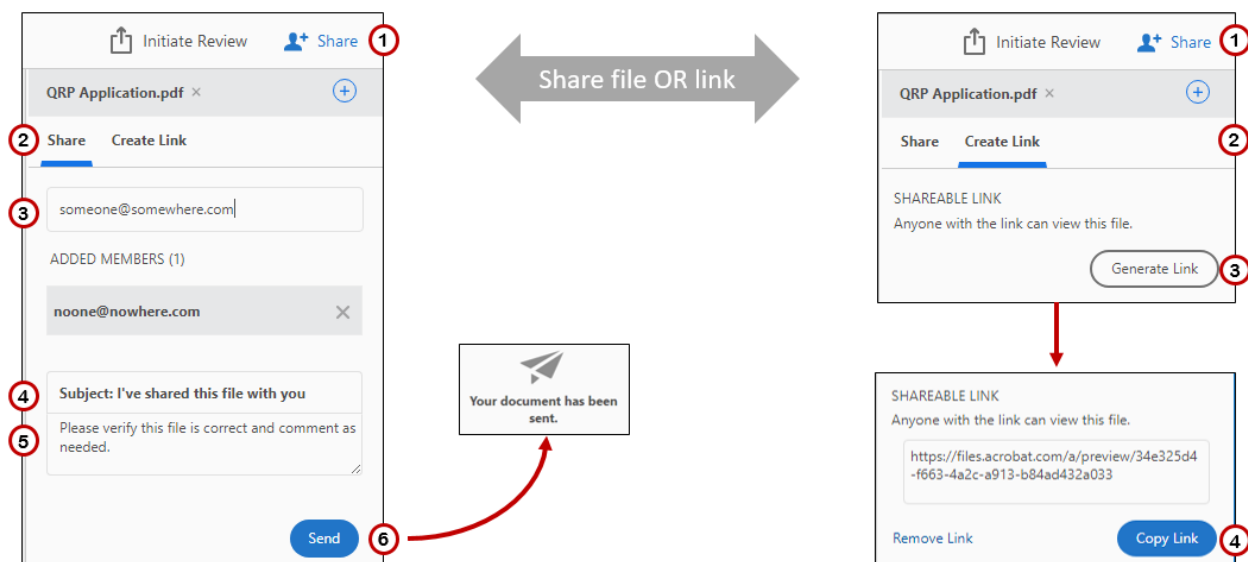 Initiate Review Share 1
QRP Application.pdf ×
2 Share Create Link
3 someone@somewhere.com
ADDED MEMBERS (1)
noone@nowhere.com
4 Subject: I've shared this file with you
5 Please verify this file is correct and comment as
needed.
Send 6
Share file OR link
Your document has been
sent.
Initiate Review Share 1
QRP Application.pdf ×
Share Create Link 2
SHAREABLE LINK
Anyone with the link can view this file.
Generate Link 3
SHAREABLE LINK
Anyone with the link can view this file.
https://files.acrobat.com/a/preview/34e325d4
-f663-4a2c-a913-b84ad432a033
Remove Link Copy Link 4